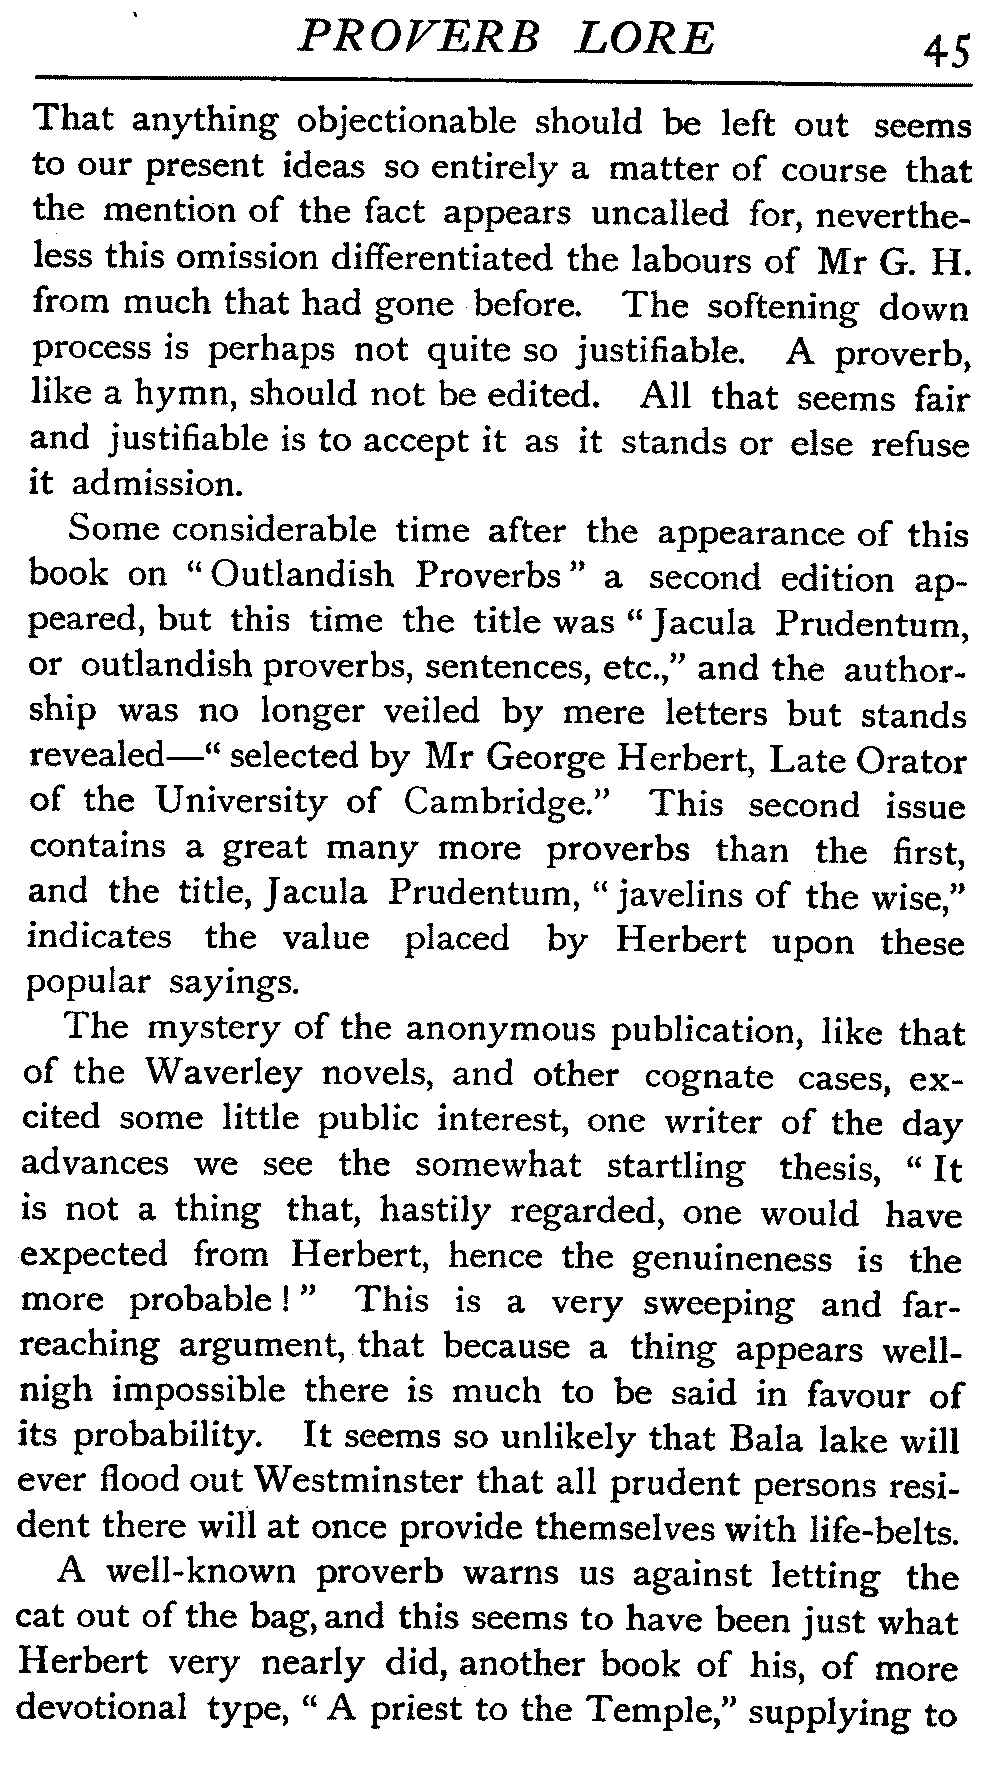 PROVERB LORE 45
That anything objectionable should be left out seems
to our present ideas so entirely a matter of course that
the mention of the fact appears uncalled for, neverthe-
less this omission differentiated the labours of Mr G. H.
from much that had gone before. The softening down
process is perhaps not quite so justifiable. A proverb,
like a hymn, should not be edited. All that seems fair
and justifiable is to accept it as it stands or else refuse
it admission.
Some considerable time after the appearance of this
book on “Outlandish Proverbs” a second edition ap-
peared, but this time the title was “Jacula Prudentum,
or outlandish proverbs, sentences, etc.,” and the author-
ship was no longer veiled by mere letters but stands
revealed—“selected by Mr George Herbert, Late Orator
of the University of Cambridge.” This second issue
contains a great many more proverbs than the first,
and the title, Jacula Prudentum, “javelins of the wise,”
indicates the value placed by Herbert upon these
popular sayings.
The mystery of the anonymous publication, like that
of the Waverley novels, and other cognate cases, ex-
cited some little public interest, one writer of the day
advances we see the somewhat startling thesis, “It
is not a thing that, hastily regarded, one would have
expected from Herbert, hence the genuineness is the
more probable!” This is a very sweeping and far-
reaching argument, that because a thing appears well-
nigh impossible there is much to be said in favour of
its probability. It seems so unlikely that Bala lake will
ever flood out Westminster that all prudent persons resi-
dent there will at once provide themselves with life-belts.
A well-known proverb warns us against letting the
cat out of the bag, and this seems to have been just what
Herbert very nearly did, another book of his, of more
devotional type, “A priest to the Temple,” supplying to